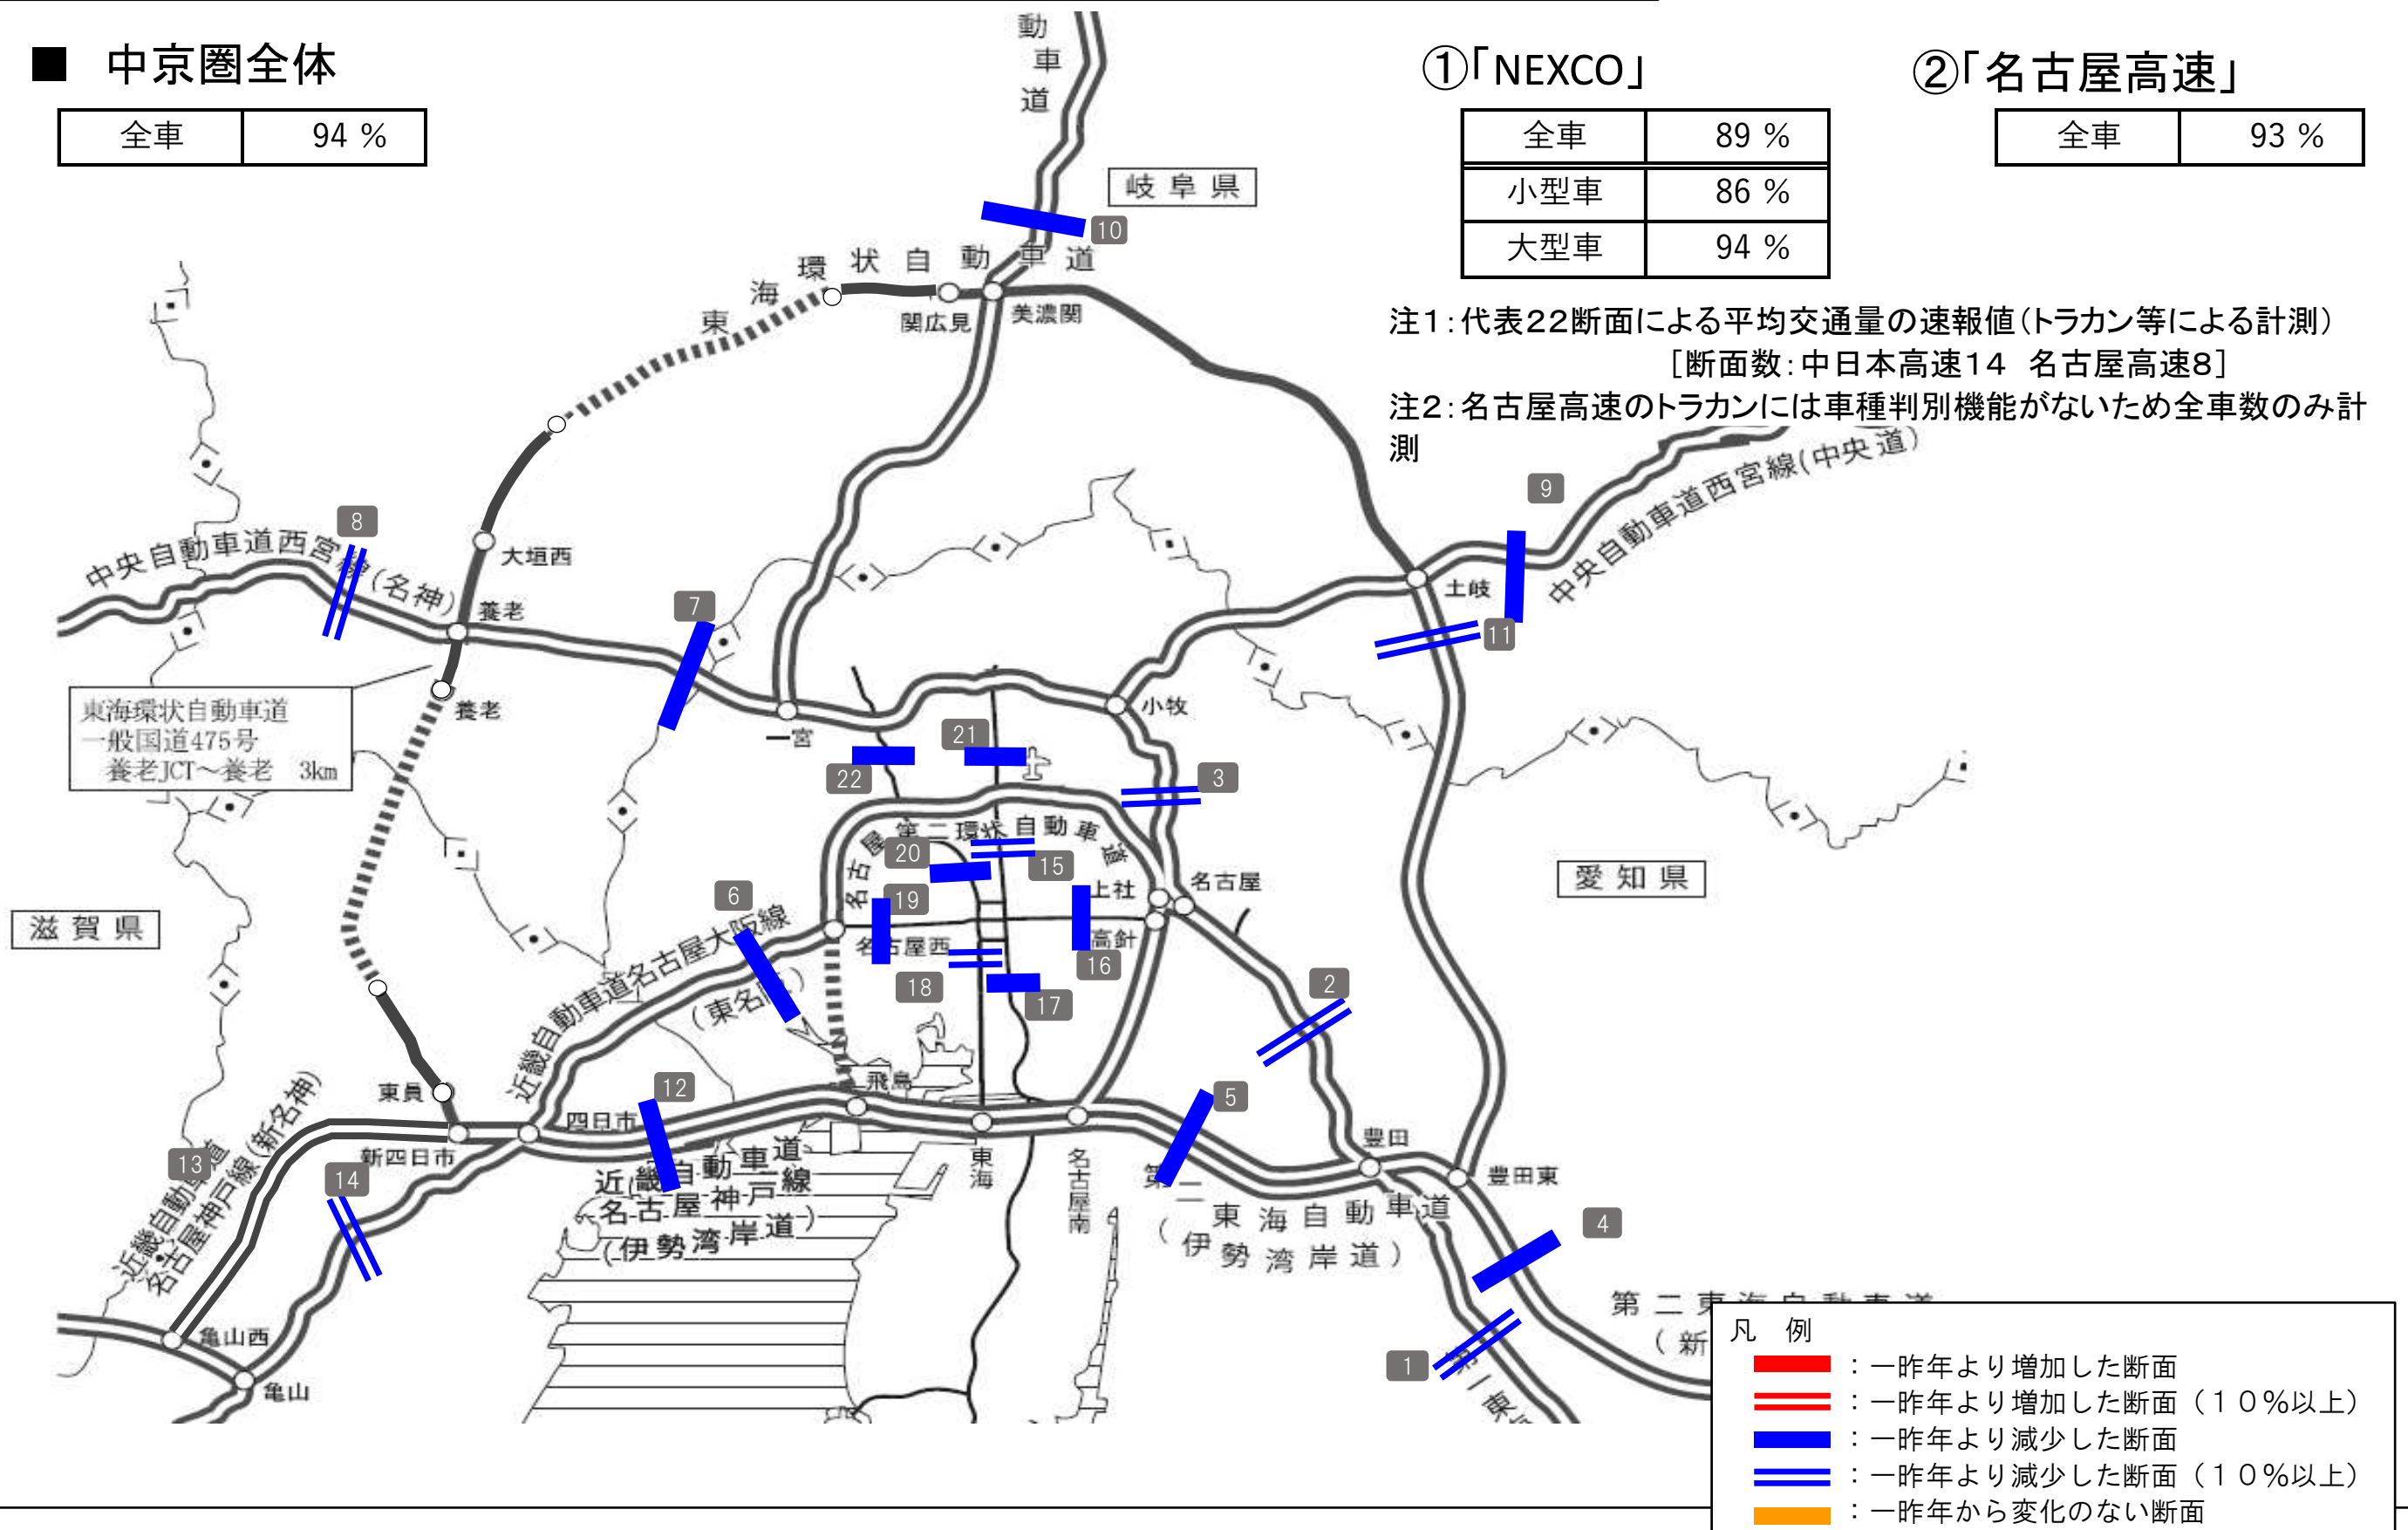 ■ 中京圏全体
全車 94 %
①「NEXCO」
全車 89 %
小型車 86 %
大型車 94 %
②「名古屋高速」
全車 93 %
注1：代表22断面による平均交通量の速報値（トラカン等による計測）
［断面数：中日本高速14 名古屋高速8］
注2：名古屋高速のトラカンには車種判別機能がないため全車数のみ計
測
動車道
岐阜県
10
東海環状自動車道
関広見
美濃関
9
中央自動車道西宮線(中央道)
8
中央自動車道西宮線(名神)
大垣西
養老
7
土岐
11
東海環状自動車道
一般国道475号
養老JCT～養老 3km
養老
一宮
小牧
21
22
3
名古屋第二環状自動車道
20
15
上社
名古屋
愛知県
19
6
滋賀県
名古屋西
高針
16
近畿自動車道名古屋大阪線
(東名阪)
18
17
2
飛島
12
5
東員
四日市
新四日市
13
14
近畿自動車道
名古屋神戸線(新名神)
近畿自動車道
名古屋神戸線
(伊勢湾岸道)
東海
名古屋南
豊田
豊田東
第二東海自動車道
(伊勢湾岸道)
4
亀山西
亀山
1
第二東海自動車道
(新
第一東
凡 例
：一昨年より増加した断面
：一昨年より増加した断面（１０％以上）
：一昨年より減少した断面
：一昨年より減少した断面（１０％以上）
：一昨年から変化のない断面